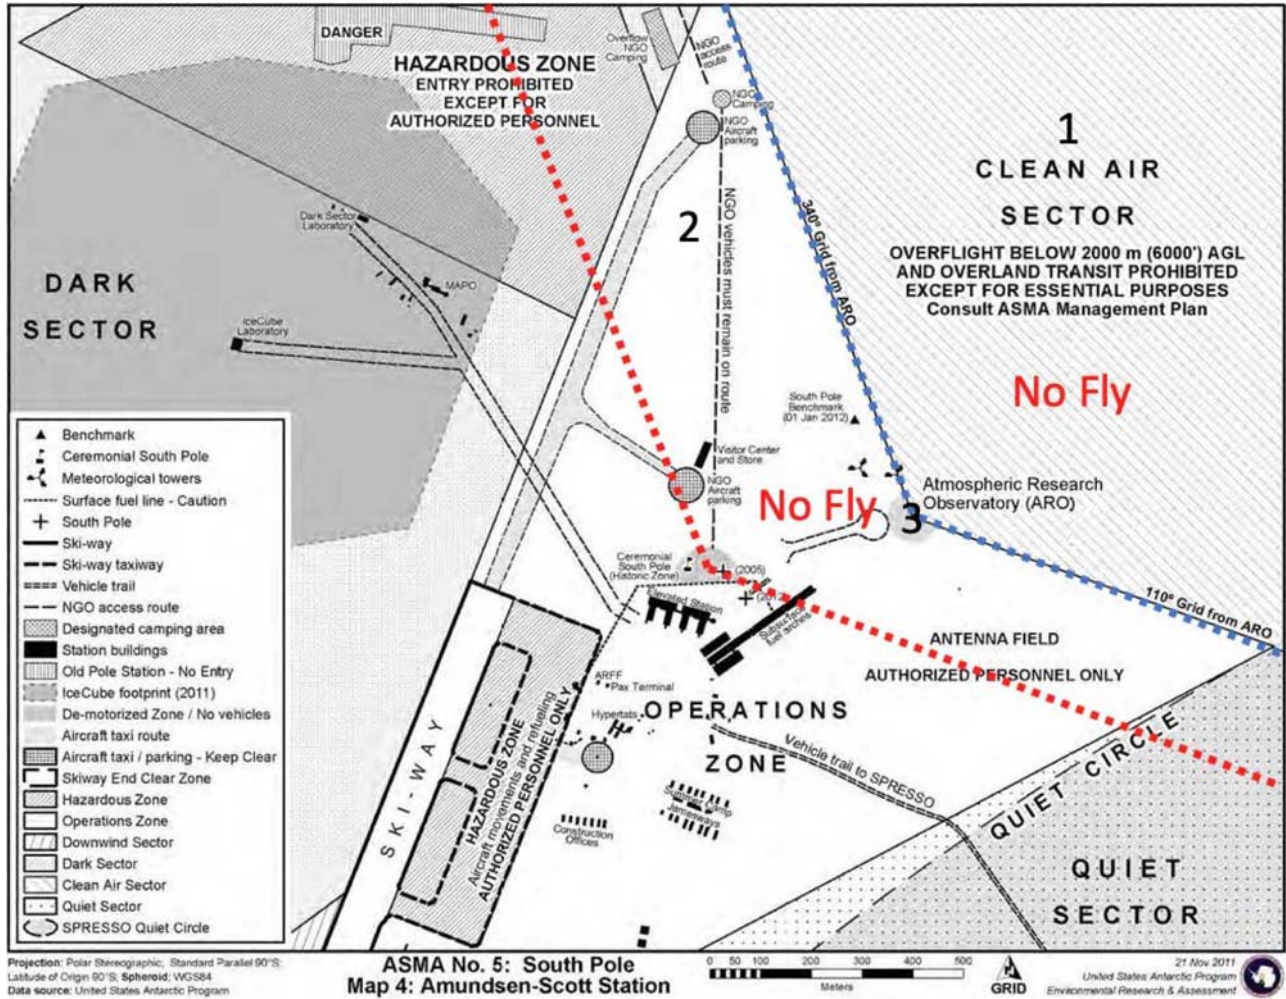 DANGER
HAZARDOUS ZONE
ENTRY PROHIBITED
EXCEPT FOR
AUTHORIZED PERSONNEL
Overflow
NGO
Camping
NGO
access
route
NGO
Camping
NGO
Aircraft
parking
1
CLEAN AIR
SECTOR
OVERFLIGHT BELOW 2000 m (6000') AGL
AND OVERLAND TRANSIT PROHIBITED
EXCEPT FOR ESSENTIAL PURPOSES
Consult ASMA Management Plan
No Fly
2
NGO vehicles must remain on route
340º Grid from ARO
Dark Sector
Laboratory
MAPO
IceCube
Laboratory
DARK
SECTOR
South Pole
Benchmark
(01 Jan 2012)
Visitor Center
and Store
NGO
Aircraft
parking
No Fly
3
Atmospheric Research
Observatory (ARO)
Ceremonial
South Pole
(Historic Zone)
(2005)
(2012)
Elevated Station
Subsurface
fuel arches
110º Grid from ARO
ANTENNA FIELD
AUTHORIZED PERSONNEL ONLY
ARFF
Pax Terminal
Hypertats
OPERATIONS
ZONE
Vehicle trail to SPRESSO
Summer Camp
Jamesways
Construction
Offices
SKI-WAY
HAZARDOUS ZONE
Aircraft movements and refueling
AUTHORIZED PERSONNEL ONLY
QUIET CIRCLE
QUIET
SECTOR
Benchmark
Ceremonial South Pole
Meteorological towers
Surface fuel line - Caution
South Pole
Ski-way
Ski-way taxiway
Vehicle trail
NGO access route
Designated camping area
Station buildings
Old Pole Station - No Entry
IceCube footprint (2011)
De-motorized Zone / No vehicles
Aircraft taxi route
Aircraft taxi / parking - Keep Clear
Skiway End Clear Zone
Hazardous Zone
Operations Zone
Downwind Sector
Dark Sector
Clean Air Sector
Quiet Sector
SPRESSO Quiet Circle
Projection: Polar Stereographic, Standard Parallel 90°S;
Latitude of Origin 90°S; Spheroid: WGS84
Data source: United States Antarctic Program
ASMA No. 5: South Pole
Map 4: Amundsen-Scott Station
0 50 100 200 300 400 500
Meters
GRID
21 Nov 2011
United States Antarctic Program
Environmental Research & Assessment